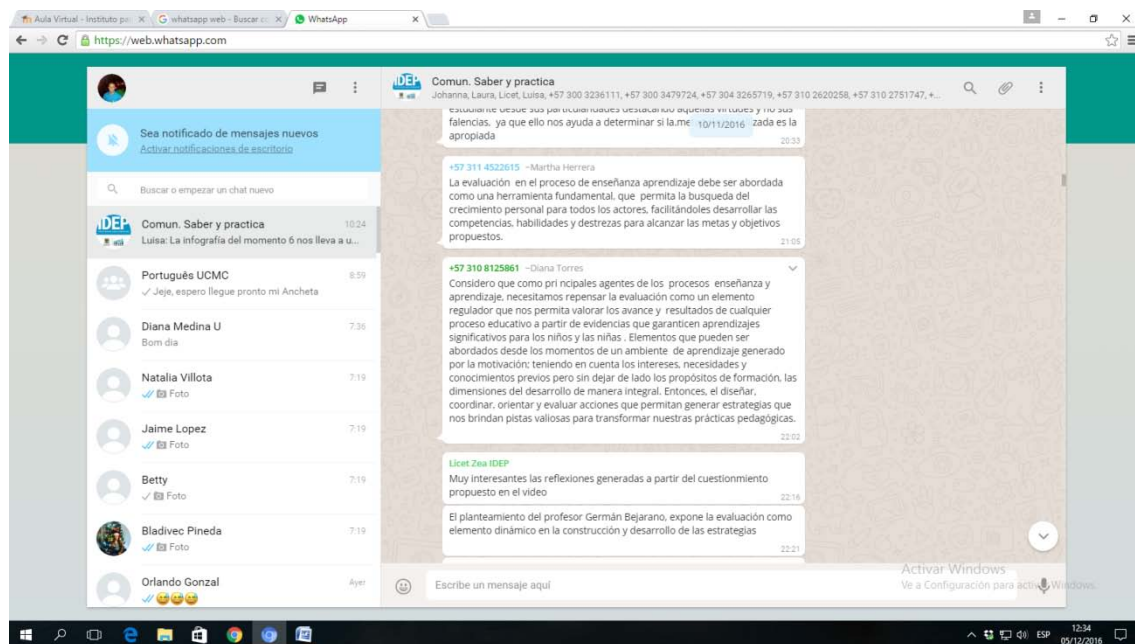 Aula Virtual - Instituto pa
whatsapp web - Buscar c
WhatsApp
https://web.whatsapp.com
Sea notificado de mensajes nuevos
Activar notificaciones de escritorio
Buscar o empezar un chat nuevo
IDEP
Comun. Saber y practica
10:24
Luisa: La infografía del momento 6 nos lleva a u...
Português UCMC
8:59
Jeje, espero llegue pronto mi Ancheta
Diana Medina U
7:36
Bom dia
Natalia Villota
7:19
Foto
Jaime Lopez
7:19
Foto
Betty
7:19
Foto
Bladivec Pineda
7:19
Foto
Orlando Gonzal
Ayer
IDEP
Comun. Saber y practica
Johanna, Laura, Licet, Luisa, +57 300 3236111, +57 300 3479724, +57 304 3265719, +57 310 2620258, +57 310 2751747, +...
estudiante desde sus particularidades destacando aquellas virtudes y no sus
falencias, ya que ello nos ayuda a determinar si la.me zada es la
10/11/2016
apropiada
20:33
+57 311 4522615 ~Martha Herrera
La evaluación en el proceso de enseñanza aprendizaje debe ser abordada
como una herramienta fundamental, que permita la busqueda del
crecimiento personal para todos los actores, facilitándoles desarrollar las
competencias, habilidades y destrezas para alcanzar las metas y objetivos
propuestos.
21:05
+57 310 8125861 ~Diana Torres
Considero que como pri ncipales agentes de los procesos enseñanza y
aprendizaje, necesitamos repensar la evaluación como un elemento
regulador que nos permita valorar los avance y resultados de cualquier
proceso educativo a partir de evidencias que garanticen aprendizajes
significativos para los niños y las niñas . Elementos que pueden ser
abordados desde los momentos de un ambiente de aprendizaje generado
por la motivación; teniendo en cuenta los intereses, necesidades y
conocimientos previos pero sin dejar de lado los propósitos de formación, las
dimensiones del desarrollo de manera integral. Entonces, el diseñar,
coordinar, orientar y evaluar acciones que permitan generar estrategias que
nos brindan pistas valiosas para transformar nuestras prácticas pedagógicas.
22:02
Licet Zea IDEP
Muy interesantes las reflexiones generadas a partir del cuestionmiento
propuesto en el video
22:16
El planteamiento del profesor Germán Bejarano, expone la evaluación como
elemento dinámico en la construcción y desarrollo de las estrategias
22:21
Escribe un mensaje aquí
Activar Windows
Ve a Configuración para activ Windows.
ESP
12:34
05/12/2016